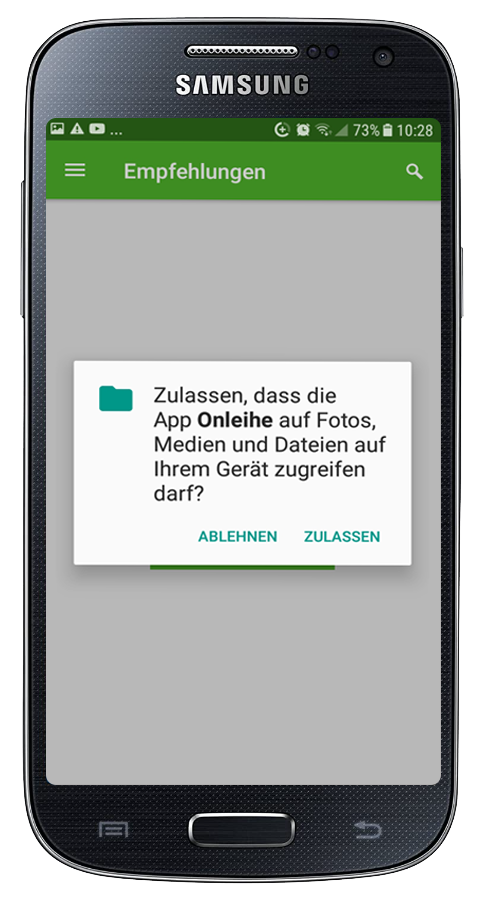 SAMSUNG
... 73% 10:28
Empfehlungen
Zulassen, dass die
App Onleihe auf Fotos,
Medien und Dateien auf
Ihrem Gerät zugreifen
darf?
ABLEHNEN ZULASSEN